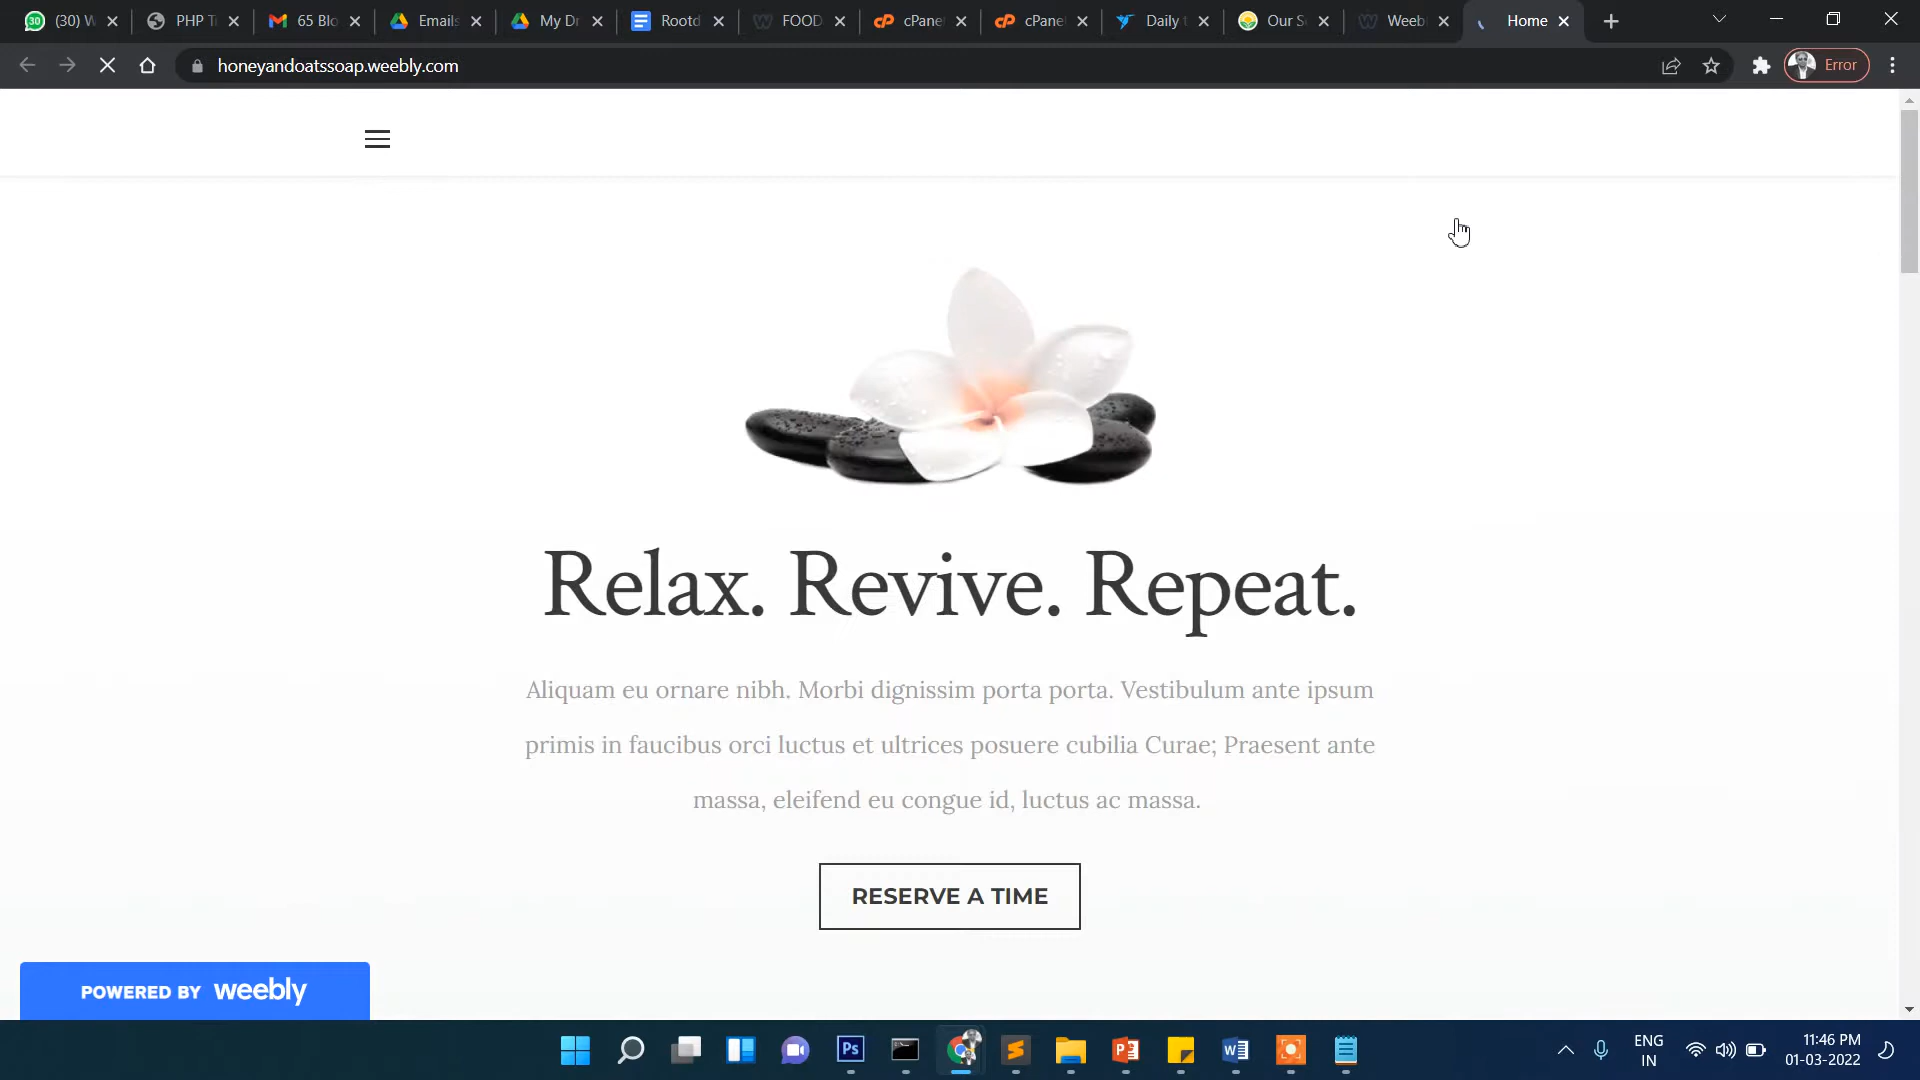 (30) W
PHP Ti
65 Blo
Emails
My Dr
Rootd
FOOD
cPane
cPane
Daily t
Our S
Weeb
Home
honeyandoatssoap.weebly.com
Error
Relax. Revive. Repeat.
Aliquam eu ornare nibh. Morbi dignissim porta porta. Vestibulum ante ipsum
primis in faucibus orci luctus et ultrices posuere cubilia Curae; Praesent ante
massa, eleifend eu congue id, luctus ac massa.
RESERVE A TIME
POWERED BY weebly
Ps
ENG
IN
11:46 PM
01-03-2022